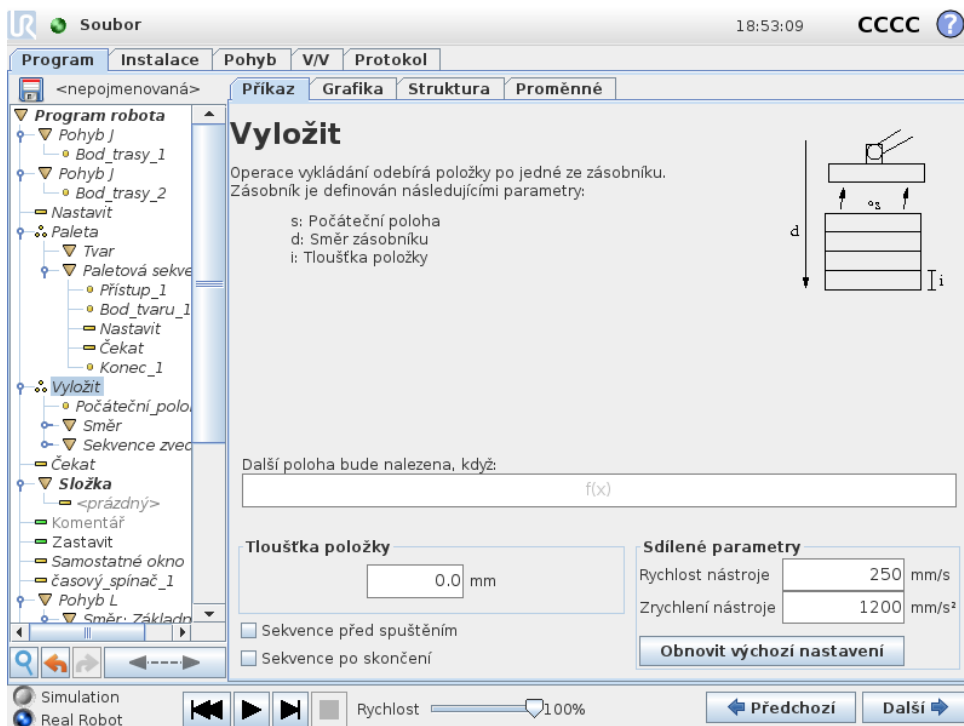 UR Soubor 18:53:09 CCCC ?
Program Instalace Pohyb V/V Protokol
<nepojmenovaná> Příkaz Grafika Struktura Proměnné
Program robota
Pohyb J
Bod_trasy_1
Pohyb J
Bod_trasy_2
Nastavit
Paleta
Tvar
Paletová sekve
Přístup_1
Bod_tvaru_1
Nastavit
Čekat
Konec_1
Vyložit
Počáteční_polo
Směr
Sekvence zved
Čekat
Složka
<prázdný>
Komentář
Zastavit
Samostatné okno
časový_spínač_1
Pohyb L
Směr: Základn
Vyložit
Operace vykládání odebírá položky po jedné ze zásobníku.
Zásobník je definován následujícími parametry:
s: Počáteční poloha
d: Směr zásobníku
i: Tloušťka položky
s
d
i
Další poloha bude nalezena, když:
f(x)
Tloušťka položky
0.0 mm
Sekvence před spuštěním
Sekvence po skončení
Sdílené parametry
Rychlost nástroje 250 mm/s
Zrychlení nástroje 1200 mm/s²
Obnovit výchozí nastavení
Simulation
Real Robot
Rychlost 100%
Předchozí Další